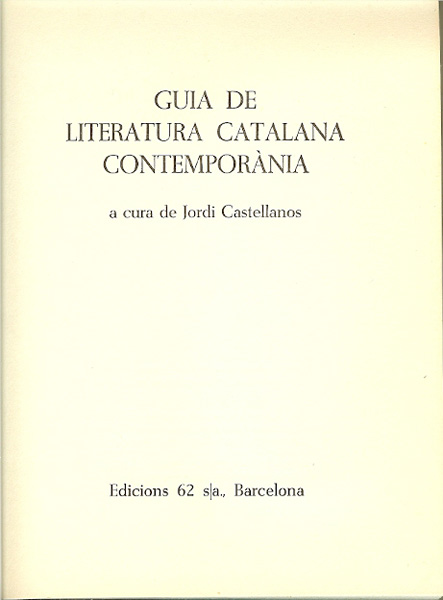 GUIA DE
LITERATURA CATALANA
CONTEMPORÀNIA
a cura de Jordi Castellanos
Edicions 62 s|a., Barcelona